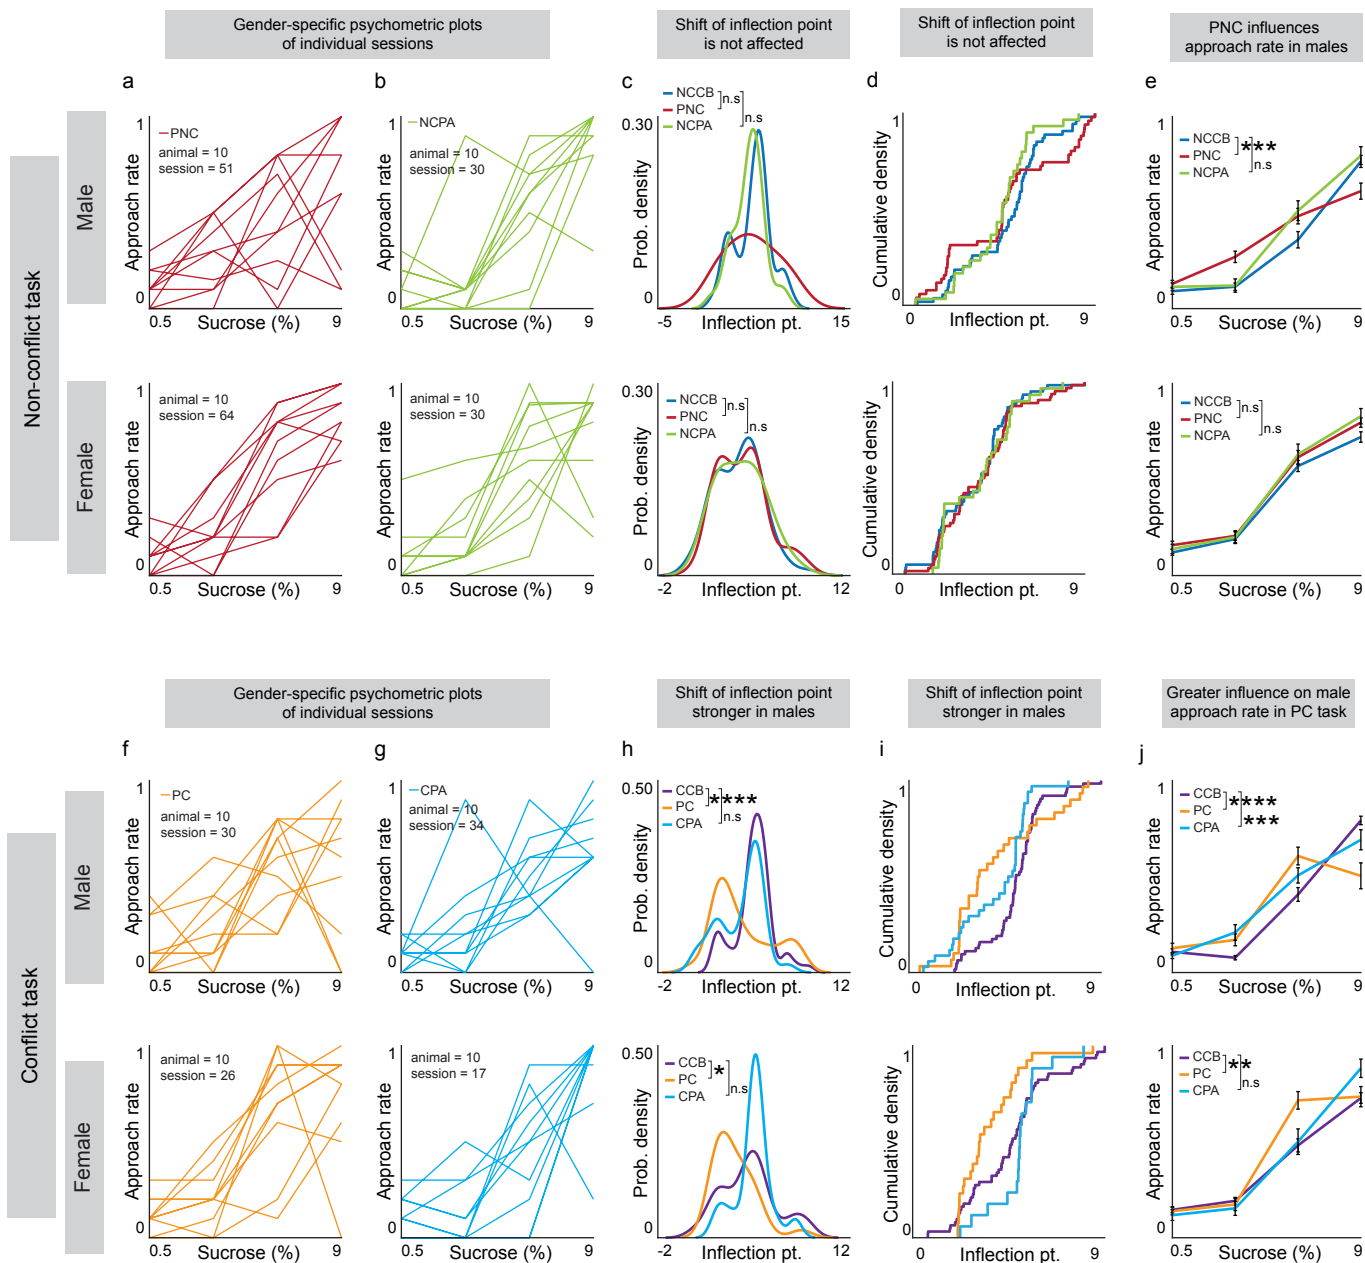 Gender-specific psychometric plots
of individual sessions
Shift of inflection point
is not affected
Shift of inflection point
is not affected
PNC influences
approach rate in males
Non-conflict task
Male
a
1
Approach rate
0
PNC
animal = 10
session = 51
0.5 Sucrose (%) 9
b
1
Approach rate
0
NCPA
animal = 10
session = 30
0.5 Sucrose (%) 9
c
NCCB
PNC
NCPA
n.s
n.s
0.30
Prob. density
0
-5 Inflection pt. 15
d
1
Cumulative density
0
0 Inflection pt. 9
e
1
Approach rate
0
NCCB
PNC
NCPA
***
n.s
0.5 Sucrose (%) 9
Female
1
Approach rate
0
animal = 10
session = 64
0.5 Sucrose (%) 9
1
Approach rate
0
animal = 10
session = 30
0.5 Sucrose (%) 9
0.30
Prob. density
0
NCCB
PNC
NCPA
n.s
n.s
-2 Inflection pt. 12
1
Cumulative density
0
0 Inflection pt. 9
1
Approach rate
0
NCCB
PNC
NCPA
n.s
n.s
0.5 Sucrose (%) 9
Gender-specific psychometric plots
of individual sessions
Shift of inflection point
stronger in males
Shift of inflection point
stronger in males
Greater influence on male
approach rate in PC task
Conflict task
Male
f
1
Approach rate
0
PC
animal = 10
session = 30
0.5 Sucrose (%) 9
g
1
Approach rate
0
CPA
animal = 10
session = 34
0.5 Sucrose (%) 9
h
0.50
Prob. density
0
CCB
PC
CPA
****
n.s
-2 Inflection pt. 12
i
1
Cumulative density
0
0 Inflection pt. 9
j
1
Approach rate
0
CCB
PC
CPA
****
***
0.5 Sucrose (%) 9
Female
1
Approach rate
0
animal = 10
session = 26
0.5 Sucrose (%) 9
1
Approach rate
0
animal = 10
session = 17
0.5 Sucrose (%) 9
0.50
Prob. density
0
CCB
PC
CPA
*
n.s
-2 Inflection pt. 12
1
Cumulative density
0
0 Inflection pt. 9
1
Approach rate
0
CCB
PC
CPA
**
n.s
0.5 Sucrose (%) 9